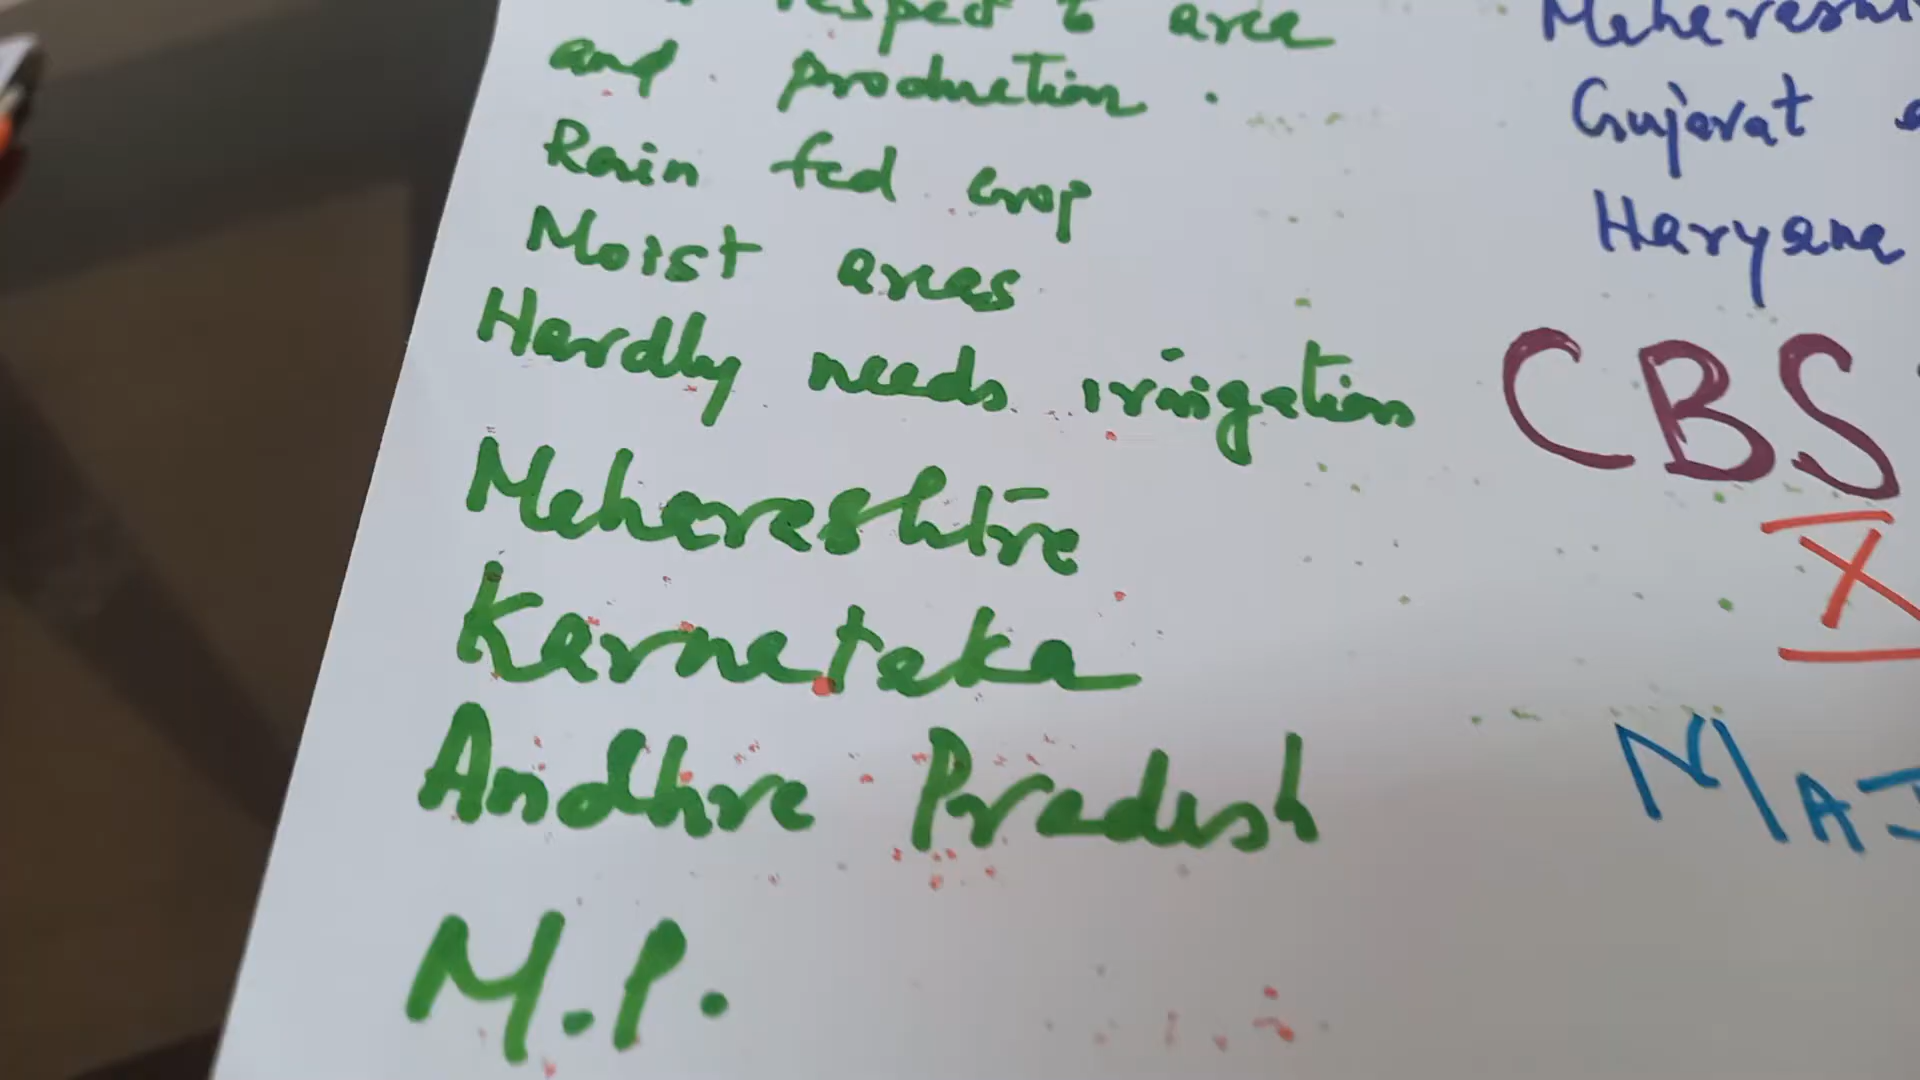 respect to area
and production.
Rain fed crop
Moist areas
Hardly needs irrigation
Maharashtra
Karnataka
Andhra Pradesh
M.P.
Gujarat
Haryana
CBS
X
MAJ